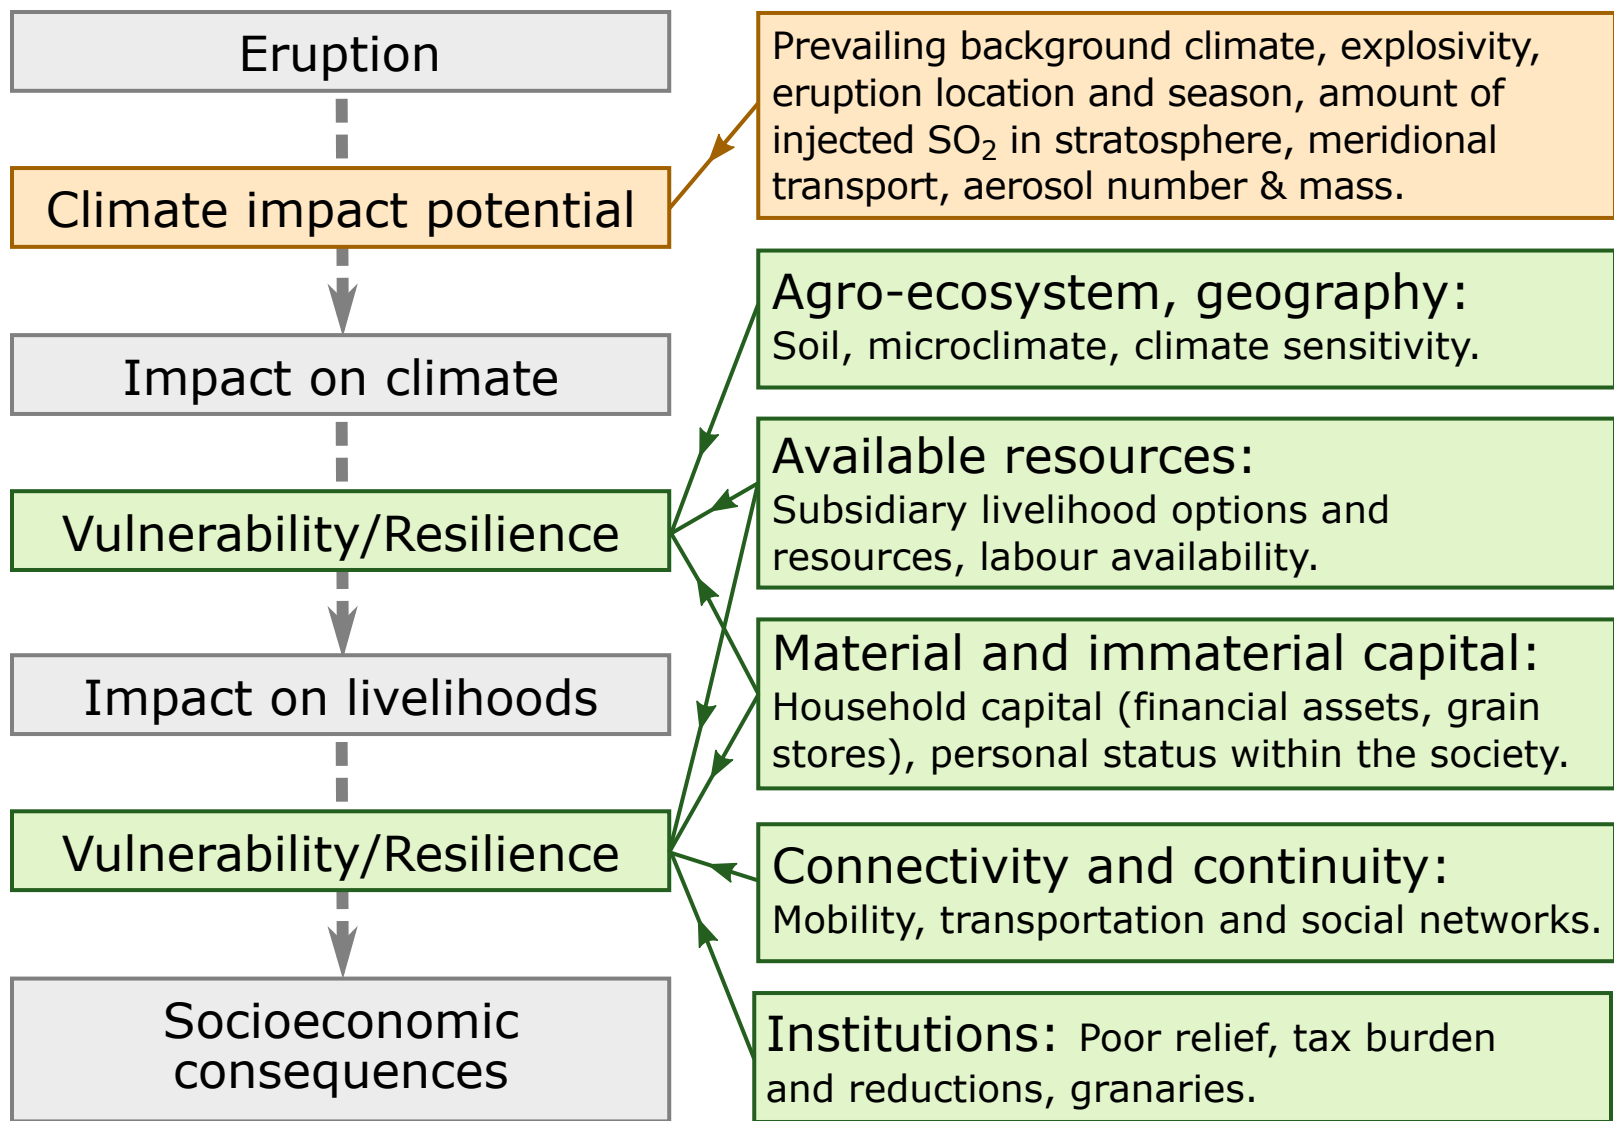 Eruption
Climate impact potential
Impact on climate
Vulnerability/Resilience
Impact on livelihoods
Vulnerability/Resilience
Socioeconomic
consequences
Prevailing background climate, explosivity,
eruption location and season, amount of
injected SO₂ in stratosphere, meridional
transport, aerosol number & mass.
Agro-ecosystem, geography:
Soil, microclimate, climate sensitivity.
Available resources:
Subsidiary livelihood options and
resources, labour availability.
Material and immaterial capital:
Household capital (financial assets, grain
stores), personal status within the society.
Connectivity and continuity:
Mobility, transportation and social networks.
Institutions: Poor relief, tax burden
and reductions, granaries.